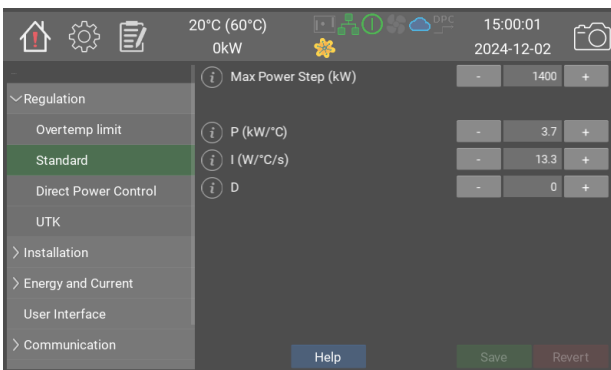 20°C (60°C)
0kW
DPC
15:00:01
2024-12-02
Regulation
Overtemp limit
Standard
Direct Power Control
UTK
Installation
Energy and Current
User Interface
Communication
Max Power Step (kW) - 1400 +
P (kW/°C) - 3.7 +
I (W/°C/s) - 13.3 +
D - 0 +
Help
Save
Revert